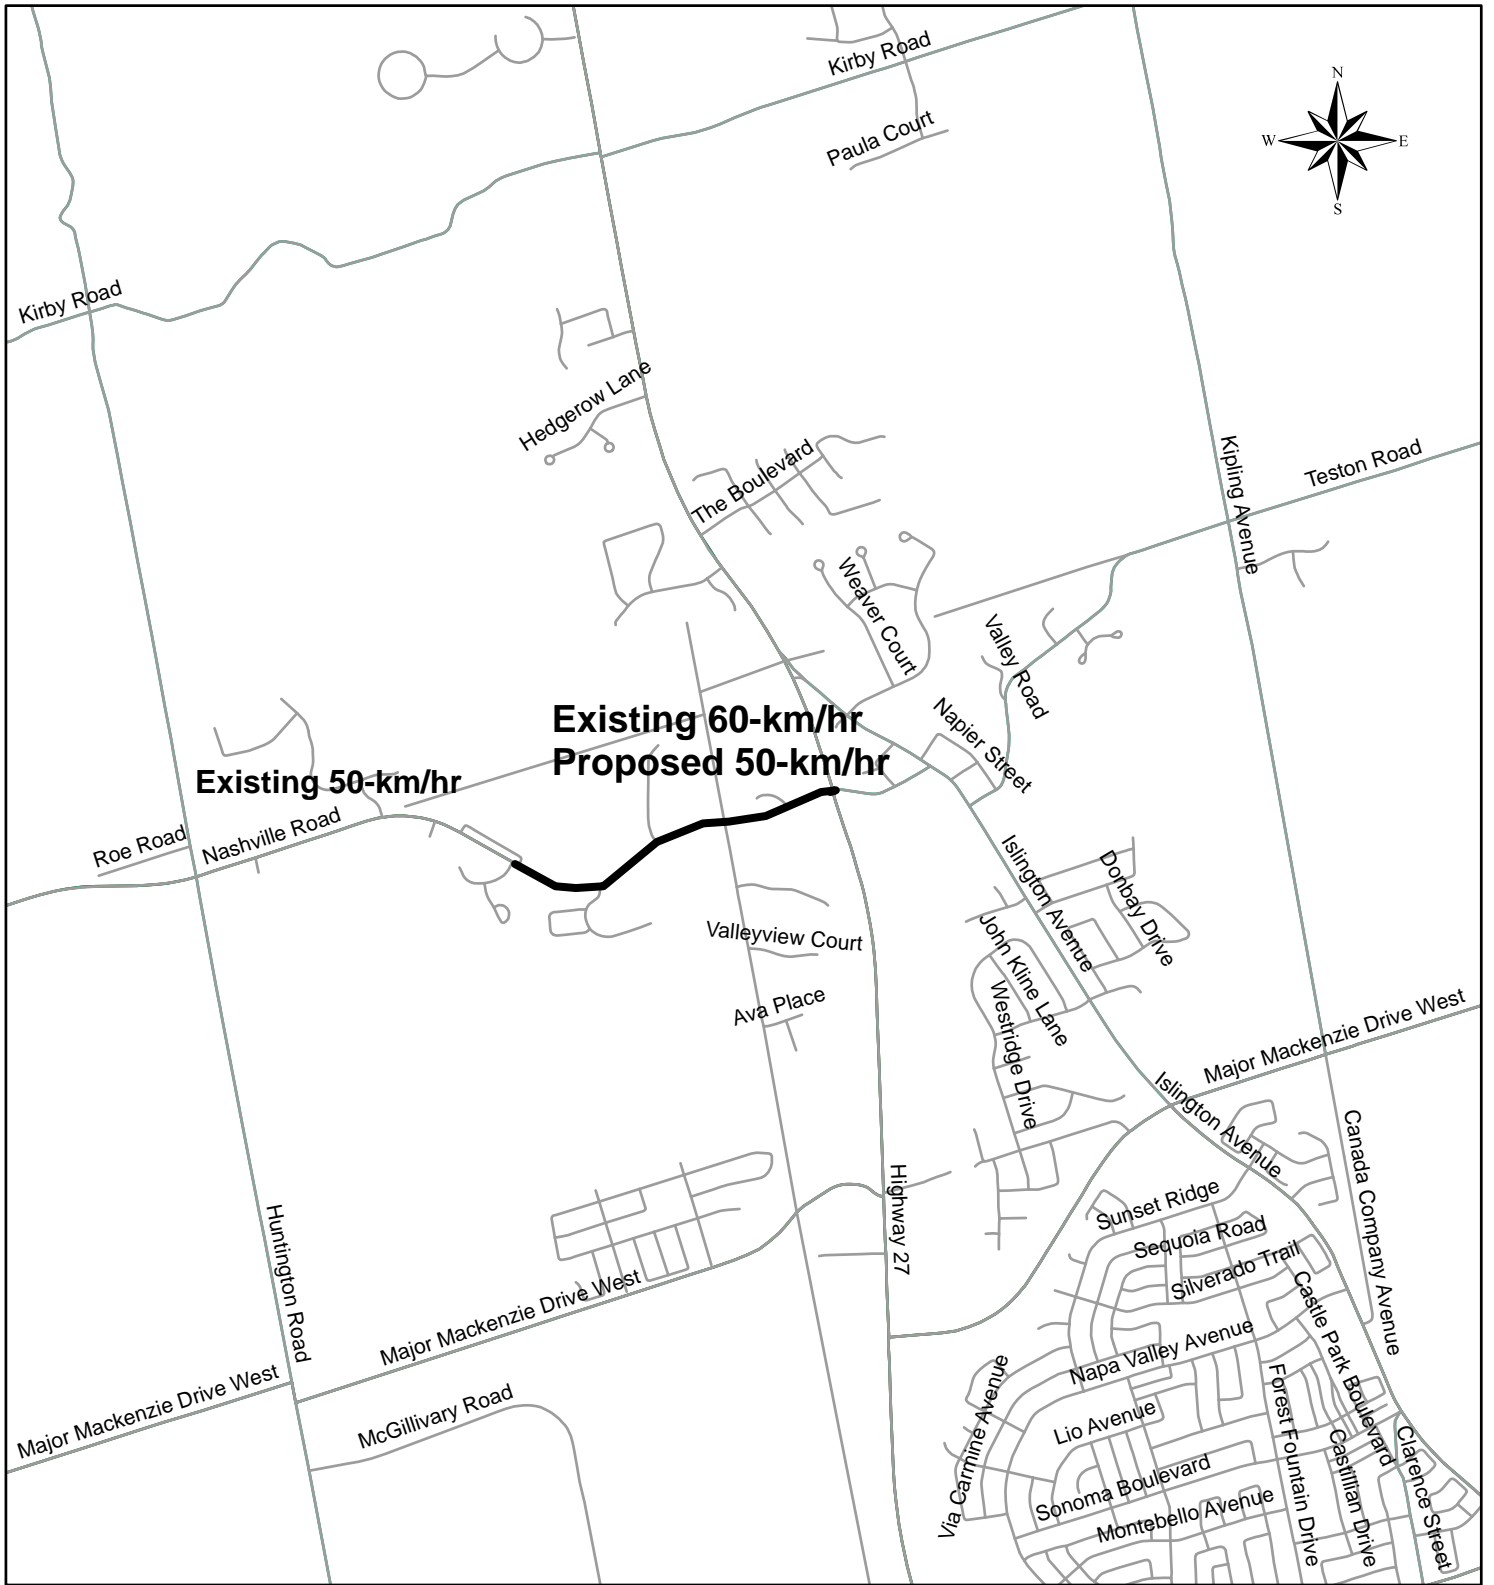 Kirby Road
N
Paula Court
W
E
S
Kirby Road
Hedgerow Lane
The Boulevard
Kipling Avenue
Teston Road
Weaver Court
Valley Road
Napier Street
Existing 60-km/hr
Proposed 50-km/hr
Existing 50-km/hr
Roe Road
Nashville Road
Islington Avenue
Donbay Drive
Valleyview Court
John Kline Lane
Westridge Drive
Ava Place
Major Mackenzie Drive West
Islington Avenue
Canada Company Avenue
Highway 27
Sunset Ridge
Sequoia Road
Silverado Trail
Huntington Road
Major Mackenzie Drive West
Castle Park Boulevard
Napa Valley Avenue
Major Mackenzie Drive West
McGillivary Road
Via Carmine Avenue
Lio Avenue
Forest Fountain Drive
Castillian Drive
Clarence Street
Sonoma Boulevard
Montebello Avenue